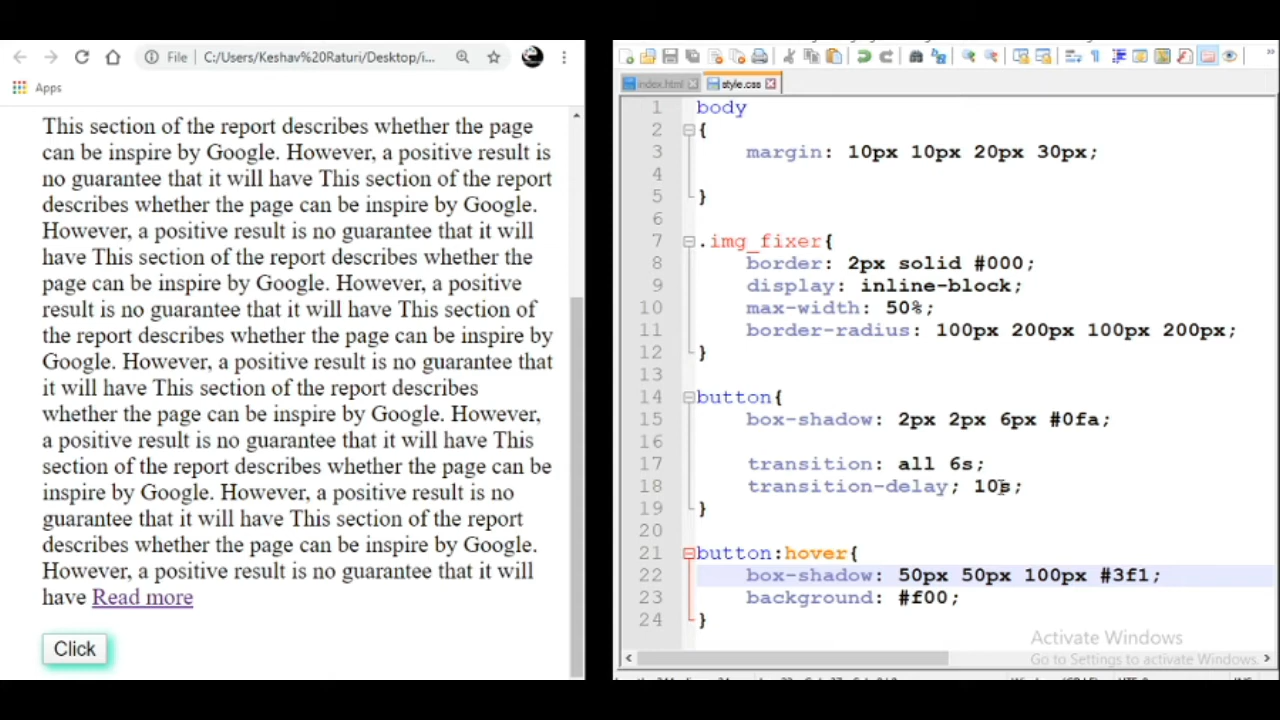 File C:/Users/Keshav%20Raturi/Desktop/i...
Apps
This section of the report describes whether the page
can be inspire by Google. However, a positive result is
no guarantee that it will have This section of the report
describes whether the page can be inspire by Google.
However, a positive result is no guarantee that it will
have This section of the report describes whether the
page can be inspire by Google. However, a positive
result is no guarantee that it will have This section of
the report describes whether the page can be inspire by
Google. However, a positive result is no guarantee that
it will have This section of the report describes
whether the page can be inspire by Google. However,
a positive result is no guarantee that it will have This
section of the report describes whether the page can be
inspire by Google. However, a positive result is no
guarantee that it will have This section of the report
describes whether the page can be inspire by Google.
However, a positive result is no guarantee that it will
have Read more
Click
index.html style.css
1 body
2 {
3 margin: 10px 10px 20px 30px;
4
5 }
6
7 .img_fixer{
8 border: 2px solid #000;
9 display: inline-block;
10 max-width: 50%;
11 border-radius: 100px 200px 100px 200px;
12 }
13
14 button{
15 box-shadow: 2px 2px 6px #0fa;
16
17 transition: all 6s;
18 transition-delay; 10s;
19 }
20
21 button:hover{
22 box-shadow: 50px 50px 100px #3f1;
23 background: #f00;
24 }
Activate Windows
Go to Settings to activate Windows.